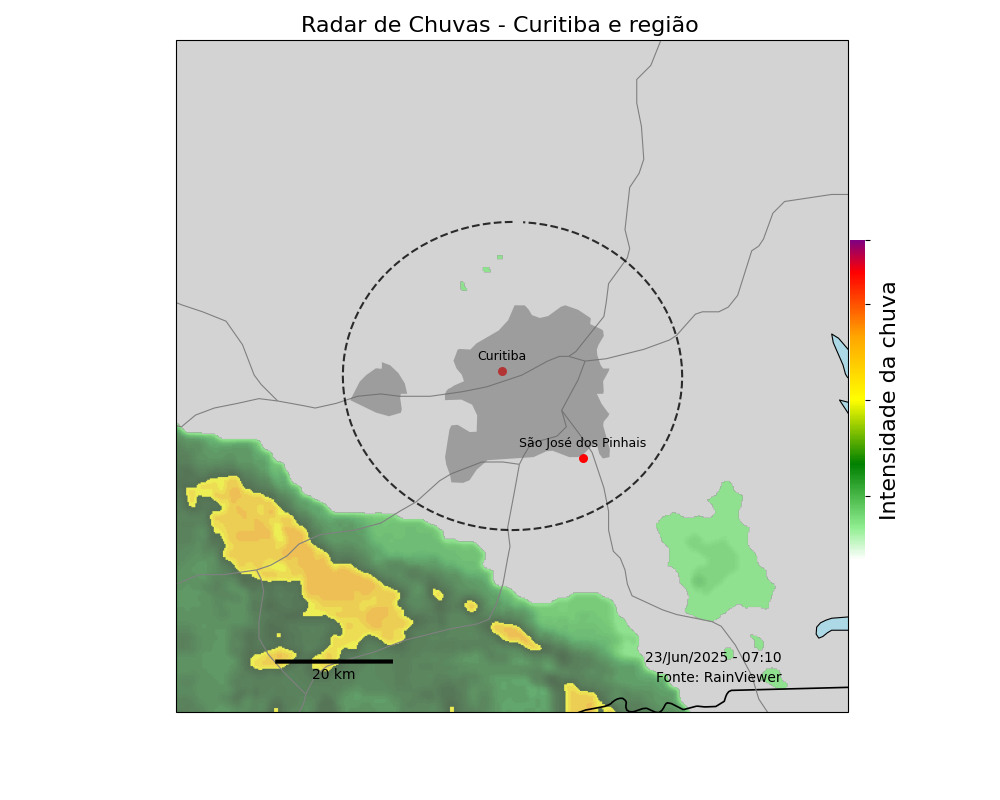 Radar de Chuvas - Curitiba e região
Curitiba
São José dos Pinhais
Intensidade da chuva
23/Jun/2025 - 07:10
Fonte: RainViewer
20 km